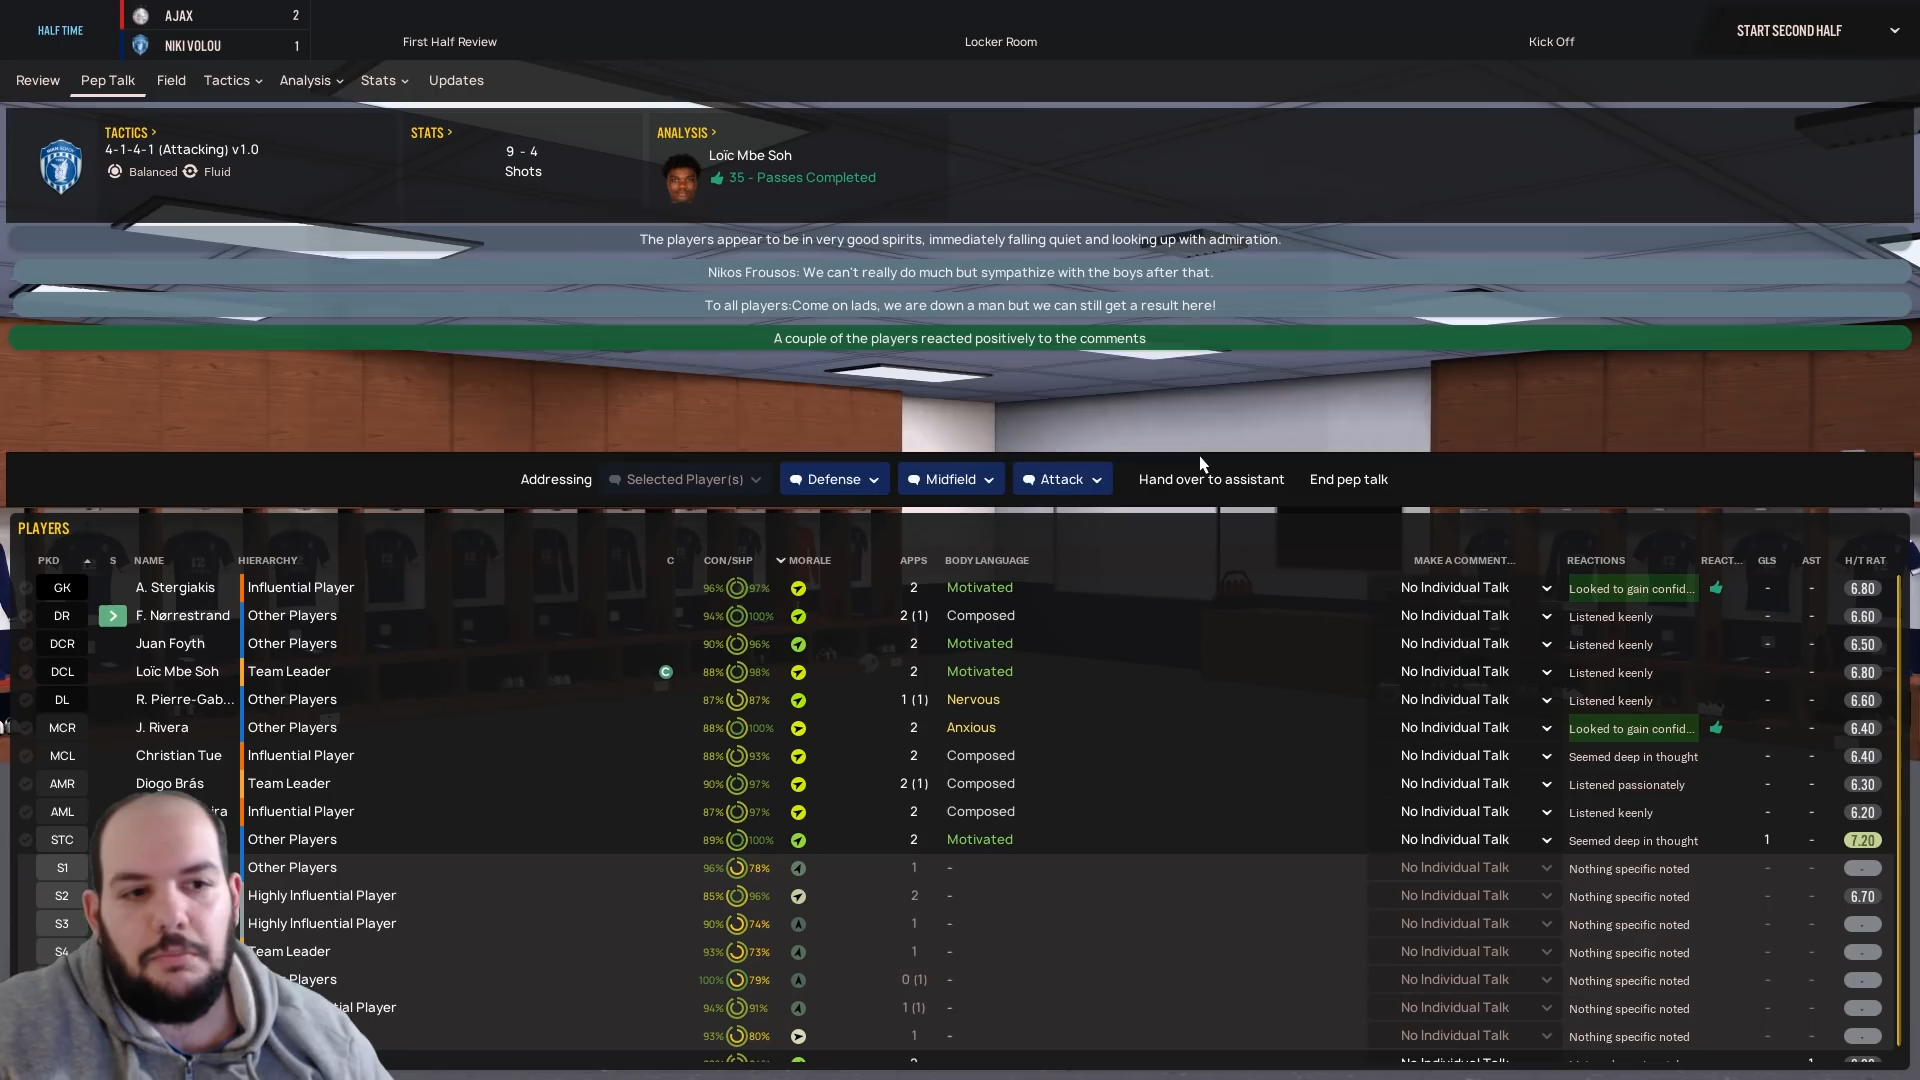 HALF TIME
AJAX 2
NIKI VOLOU 1
First Half Review
Locker Room
Kick Off
START SECOND HALF
Review Pep Talk Field Tactics Analysis Stats Updates
TACTICS >
4-1-4-1 (Attacking) v1.0
Balanced Fluid
STATS >
9 - 4
Shots
ANALYSIS >
Loïc Mbe Soh
35 - Passes Completed
The players appear to be in very good spirits, immediately falling quiet and looking up with admiration.
Nikos Frousos: We can't really do much but sympathize with the boys after that.
To all players:Come on lads, we are down a man but we can still get a result here!
A couple of the players reacted positively to the comments
Addressing Selected Player(s) Defense Midfield Attack Hand over to assistant End pep talk
PLAYERS
PKD S NAME HIERARCHY C CON/SHP MORALE APPS BODY LANGUAGE MAKE A COMMENT... REACTIONS REACT... GLS AST H/T RAT
GK A. Stergiakis Influential Player 96% 97% 2 Motivated No Individual Talk Looked to gain confid... - - 6.80
DR F. Nørrestrand Other Players 94% 100% 2 (1) Composed No Individual Talk Listened keenly - - 6.60
DCR Juan Foyth Other Players 90% 96% 2 Motivated No Individual Talk Listened keenly - - 6.50
DCL Loïc Mbe Soh Team Leader C 88% 98% 2 Motivated No Individual Talk Listened keenly - - 6.80
DL R. Pierre-Gab... Other Players 87% 87% 1 (1) Nervous No Individual Talk Listened keenly - - 6.60
MCR J. Rivera Other Players 88% 100% 2 Anxious No Individual Talk Looked to gain confid... - - 6.40
MCL Christian Tue Influential Player 88% 93% 2 Composed No Individual Talk Seemed deep in thought - - 6.40
AMR Diogo Brás Team Leader 90% 97% 2 (1) Composed No Individual Talk Listened passionately - - 6.30
AML Influential Player 87% 97% 2 Composed No Individual Talk Listened keenly - - 6.20
STC Other Players 89% 100% 2 Motivated No Individual Talk Seemed deep in thought 1 - 7.20
S1 Other Players 96% 78% 1 - No Individual Talk Nothing specific noted - - -
S2 Highly Influential Player 85% 96% 2 - No Individual Talk Nothing specific noted - - 6.70
S3 Highly Influential Player 90% 74% 1 - No Individual Talk Nothing specific noted - - -
S4 Team Leader 93% 73% 1 - No Individual Talk Nothing specific noted - - -
Players 100% 79% 0 (1) - No Individual Talk Nothing specific noted - - -
Player 94% 91% 1 (1) - No Individual Talk Nothing specific noted - - -
93% 80% 1 - No Individual Talk Nothing specific noted - - -